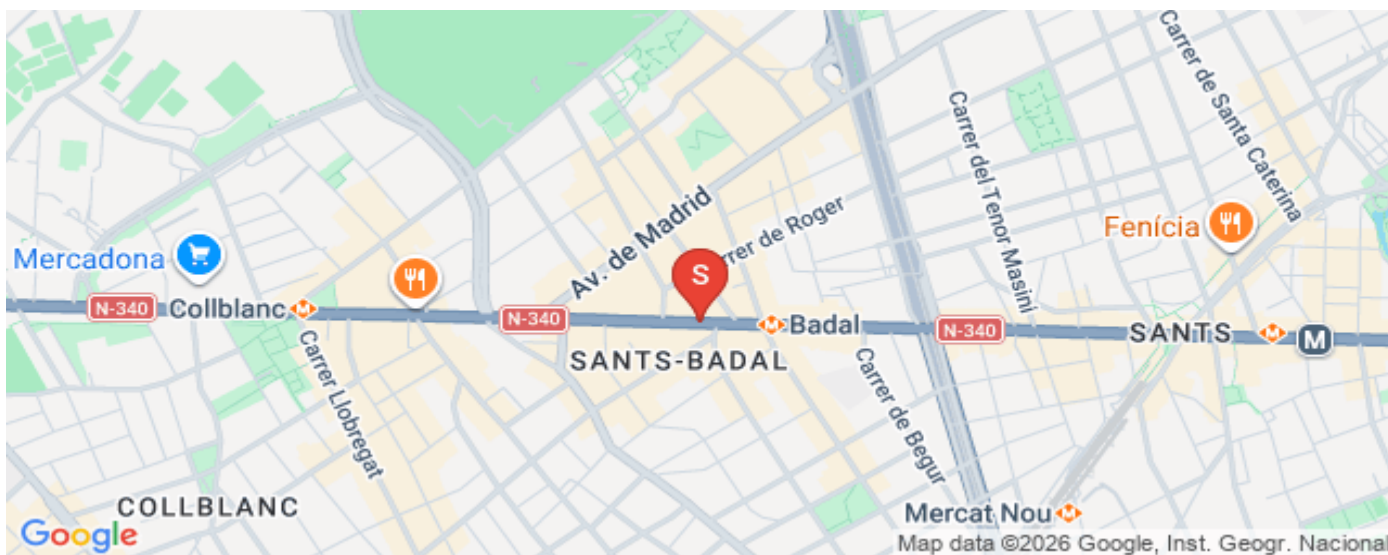 Carrer de Santa Caterina
Carrer del Tenor Masini
Av. de Madrid
rrer de Roger
Fenícia
Mercadona
N-340
Collblanc
M
N-340
S
M
Badal
N-340
SANTS
M
M
SANTS-BADAL
Carrer Llobregat
Carrer de Begur
COLLBLANC
Mercat Nou
M
Google
Map data ©2026 Google, Inst. Geogr. Nacional